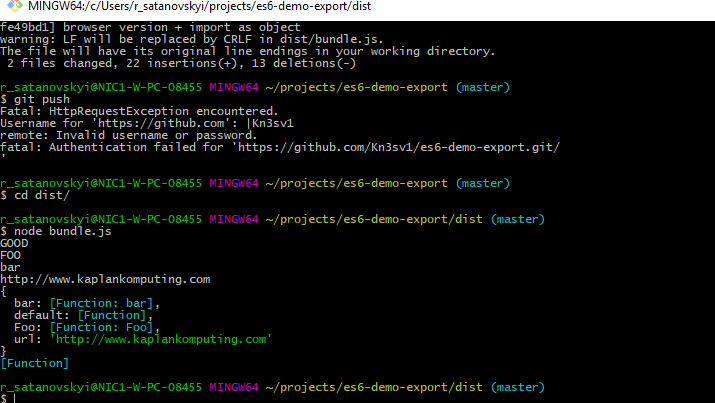 MINGW64:/c/Users/r_satanovskyi/projects/es6-demo-export/dist
fe49bd1] browser version + import as object
warning: LF will be replaced by CRLF in dist/bundle.js.
The file will have its original line endings in your working directory.
 2 files changed, 22 insertions(+), 13 deletions(-)
r_satanovskyi@NIC1-W-PC-08455 MINGW64 ~/projects/es6-demo-export (master)
$ git push
Fatal: HttpRequestException encountered.
Username for 'https://github.com': |Kn3sv1
remote: Invalid username or password.
fatal: Authentication failed for 'https://github.com/Kn3sv1/es6-demo-export.git/
'
r_satanovskyi@NIC1-W-PC-08455 MINGW64 ~/projects/es6-demo-export (master)
$ cd dist/
r_satanovskyi@NIC1-W-PC-08455 MINGW64 ~/projects/es6-demo-export/dist (master)
$ node bundle.js
GOOD
FOO
bar
http://www.kaplankomputing.com
{
  bar: [Function: bar],
  default: [Function],
  Foo: [Function: Foo],
  url: 'http://www.kaplankomputing.com'
}
[Function]
r_satanovskyi@NIC1-W-PC-08455 MINGW64 ~/projects/es6-demo-export/dist (master)
$